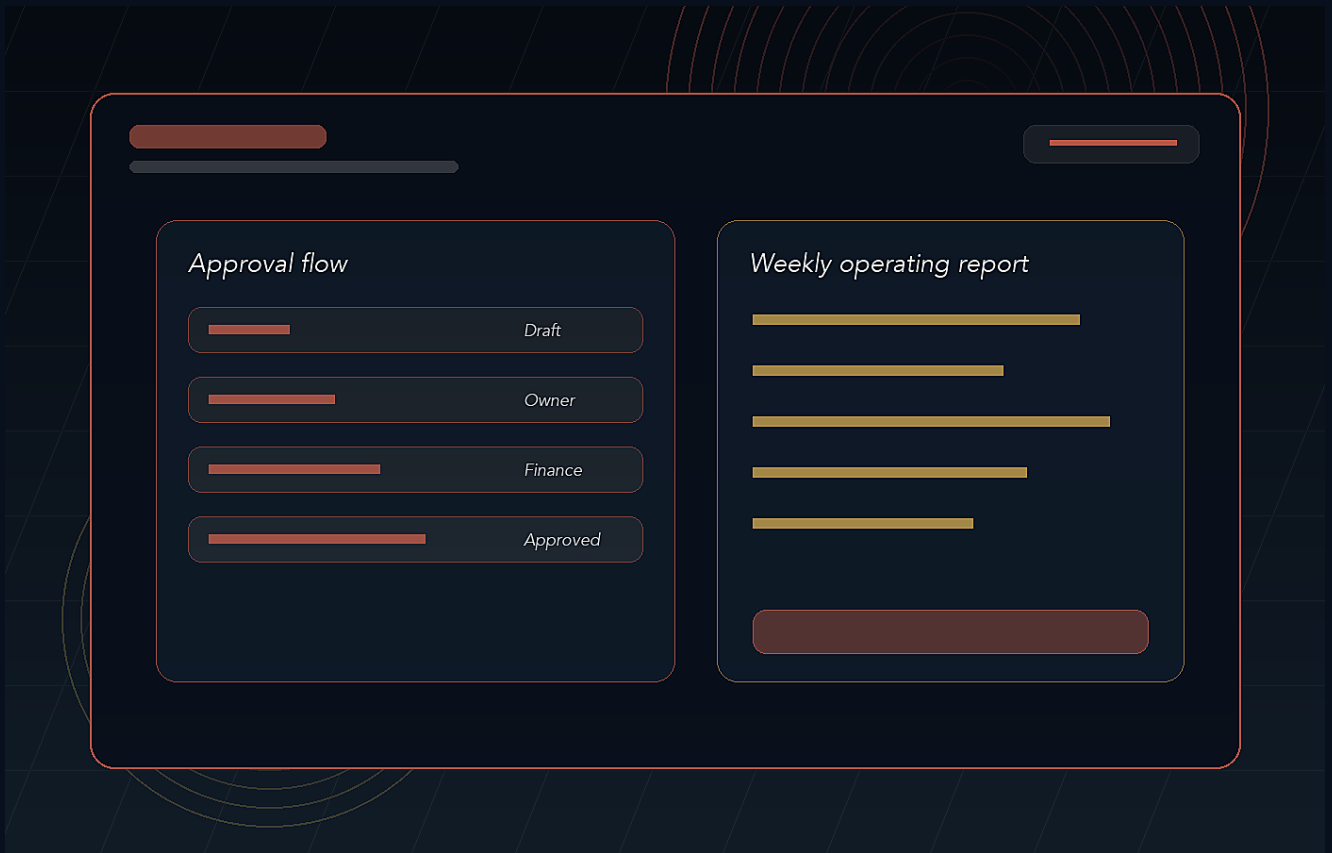 Approval flow
Draft
Owner
Finance
Approved
Weekly operating report